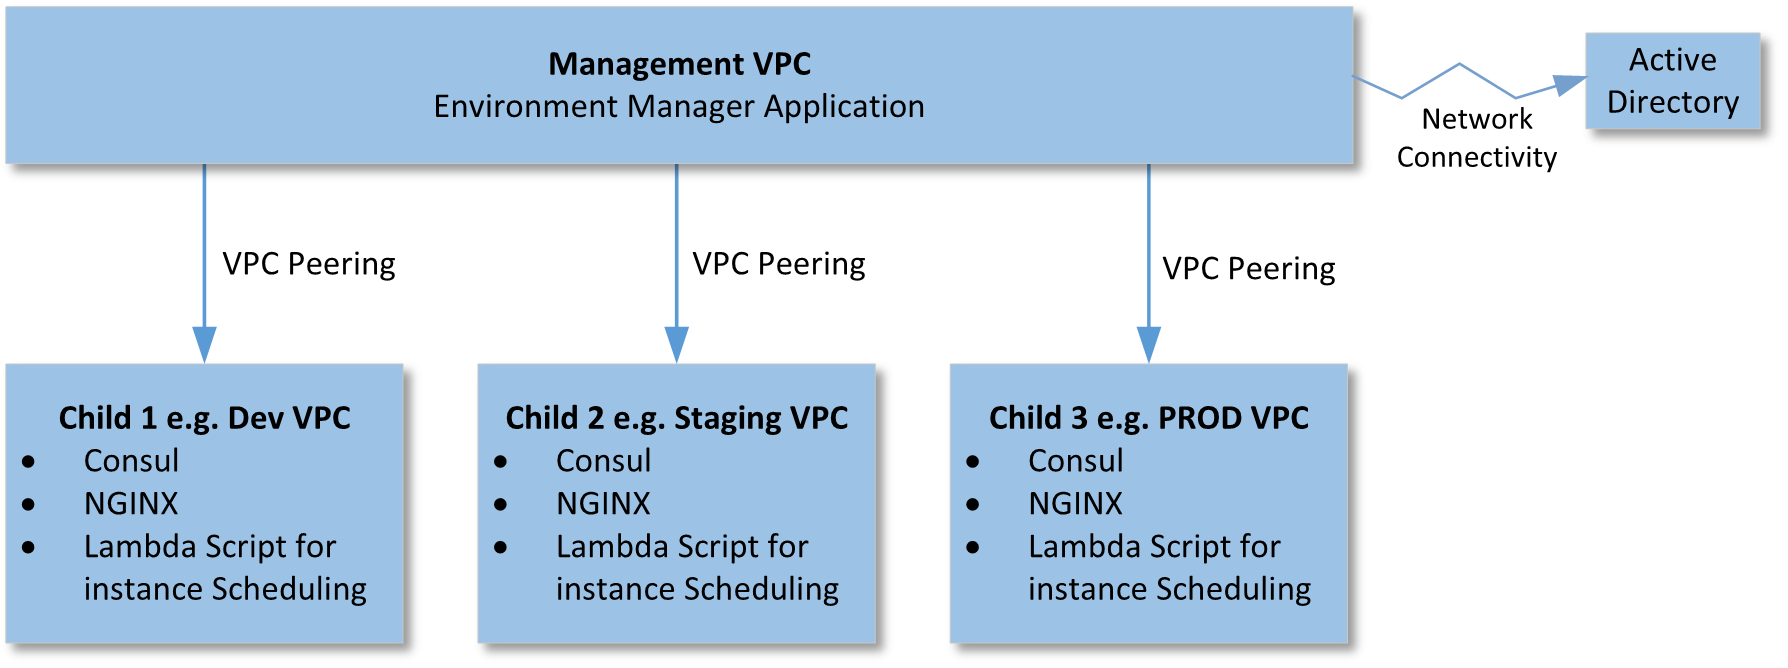 Management VPC
Environment Manager Application
Active
Directory
Network
Connectivity
VPC Peering
VPC Peering
VPC Peering
Child 1 e.g. Dev VPC
• Consul
• NGINX
• Lambda Script for
instance Scheduling
Child 2 e.g. Staging VPC
• Consul
• NGINX
• Lambda Script for
instance Scheduling
Child 3 e.g. PROD VPC
• Consul
• NGINX
• Lambda Script for
instance Scheduling